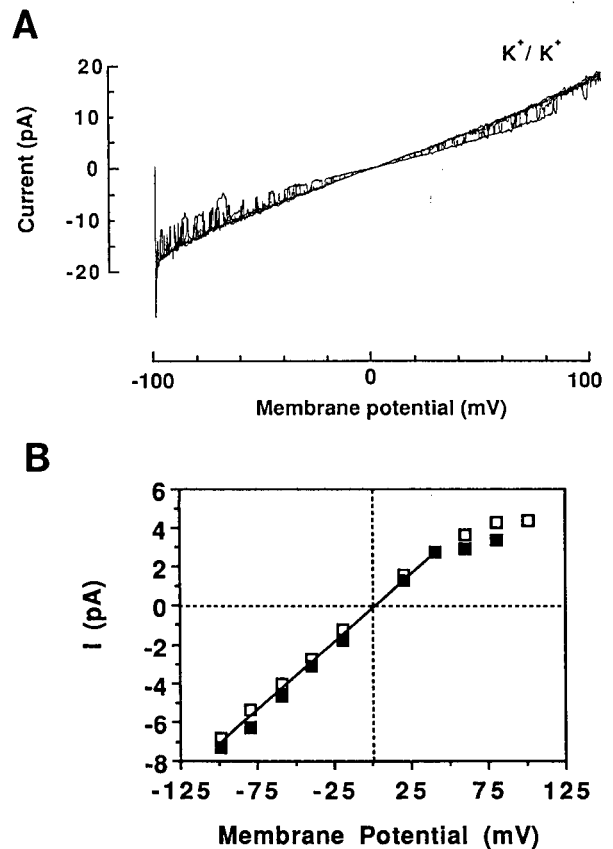 A
K+/ K+
20
10
0
-10
-20
Current (pA)
-100 0 100
Membrane potential (mV)
B
6
4
2
0
-2
-4
-6
-8
I (pA)
-125 -75 -25 25 75 125
Membrane Potential (mV)